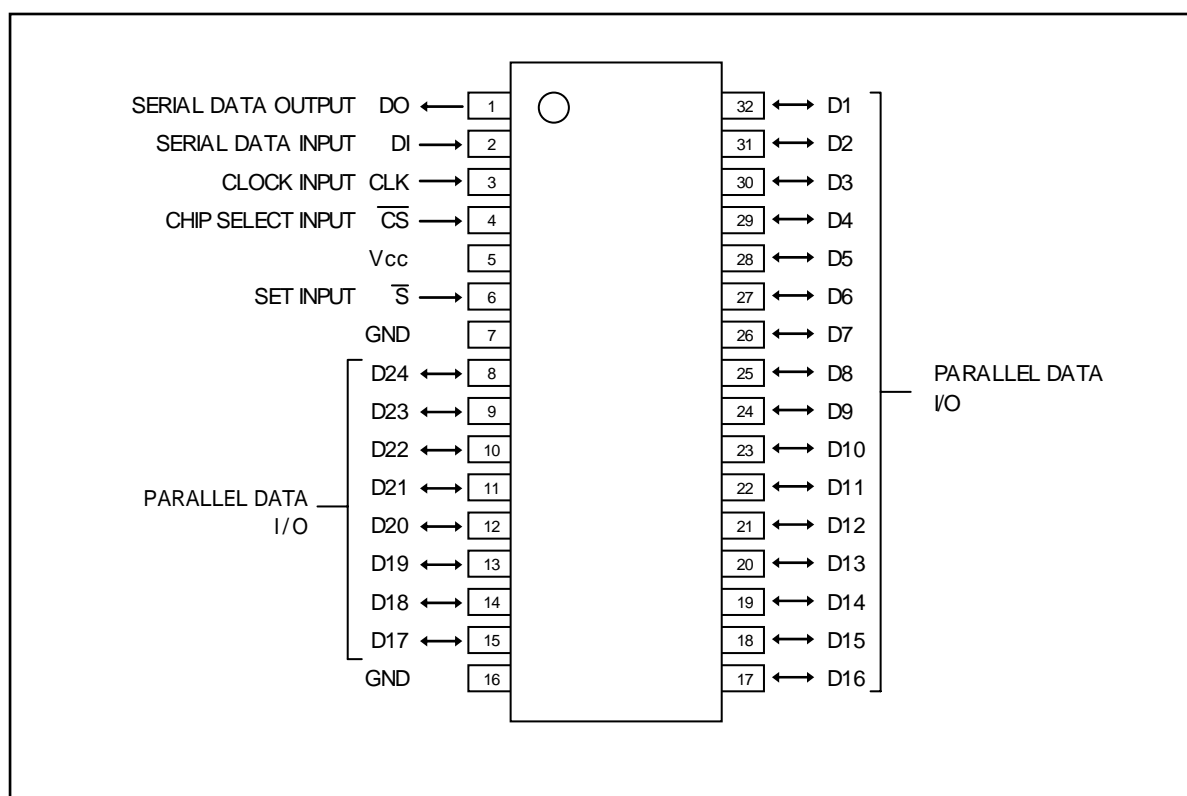 SERIAL DATA OUTPUT DO 1 32 D1
SERIAL DATA INPUT DI 2 31 D2
CLOCK INPUT CLK 3 30 D3
CHIP SELECT INPUT C̅S̅ 4 29 D4
Vcc 5 28 D5
SET INPUT S̅ 6 27 D6
GND 7 26 D7
D24 8 25 D8
D23 9 24 D9
D22 10 23 D10
D21 11 22 D11
D20 12 21 D12
D19 13 20 D13
D18 14 19 D14
D17 15 18 D15
GND 16 17 D16
PARALLEL DATA
I/O
PARALLEL DATA
I/O